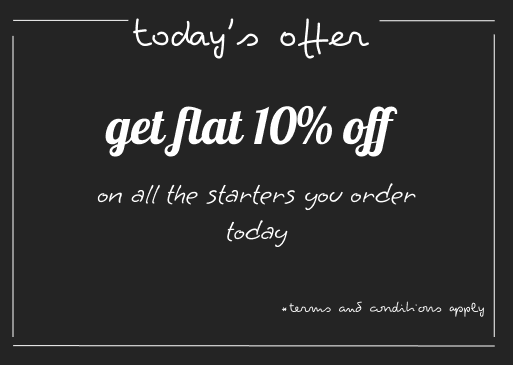 today's offer
get flat 10% off
on all the starters you order
today
*terms and conditions apply